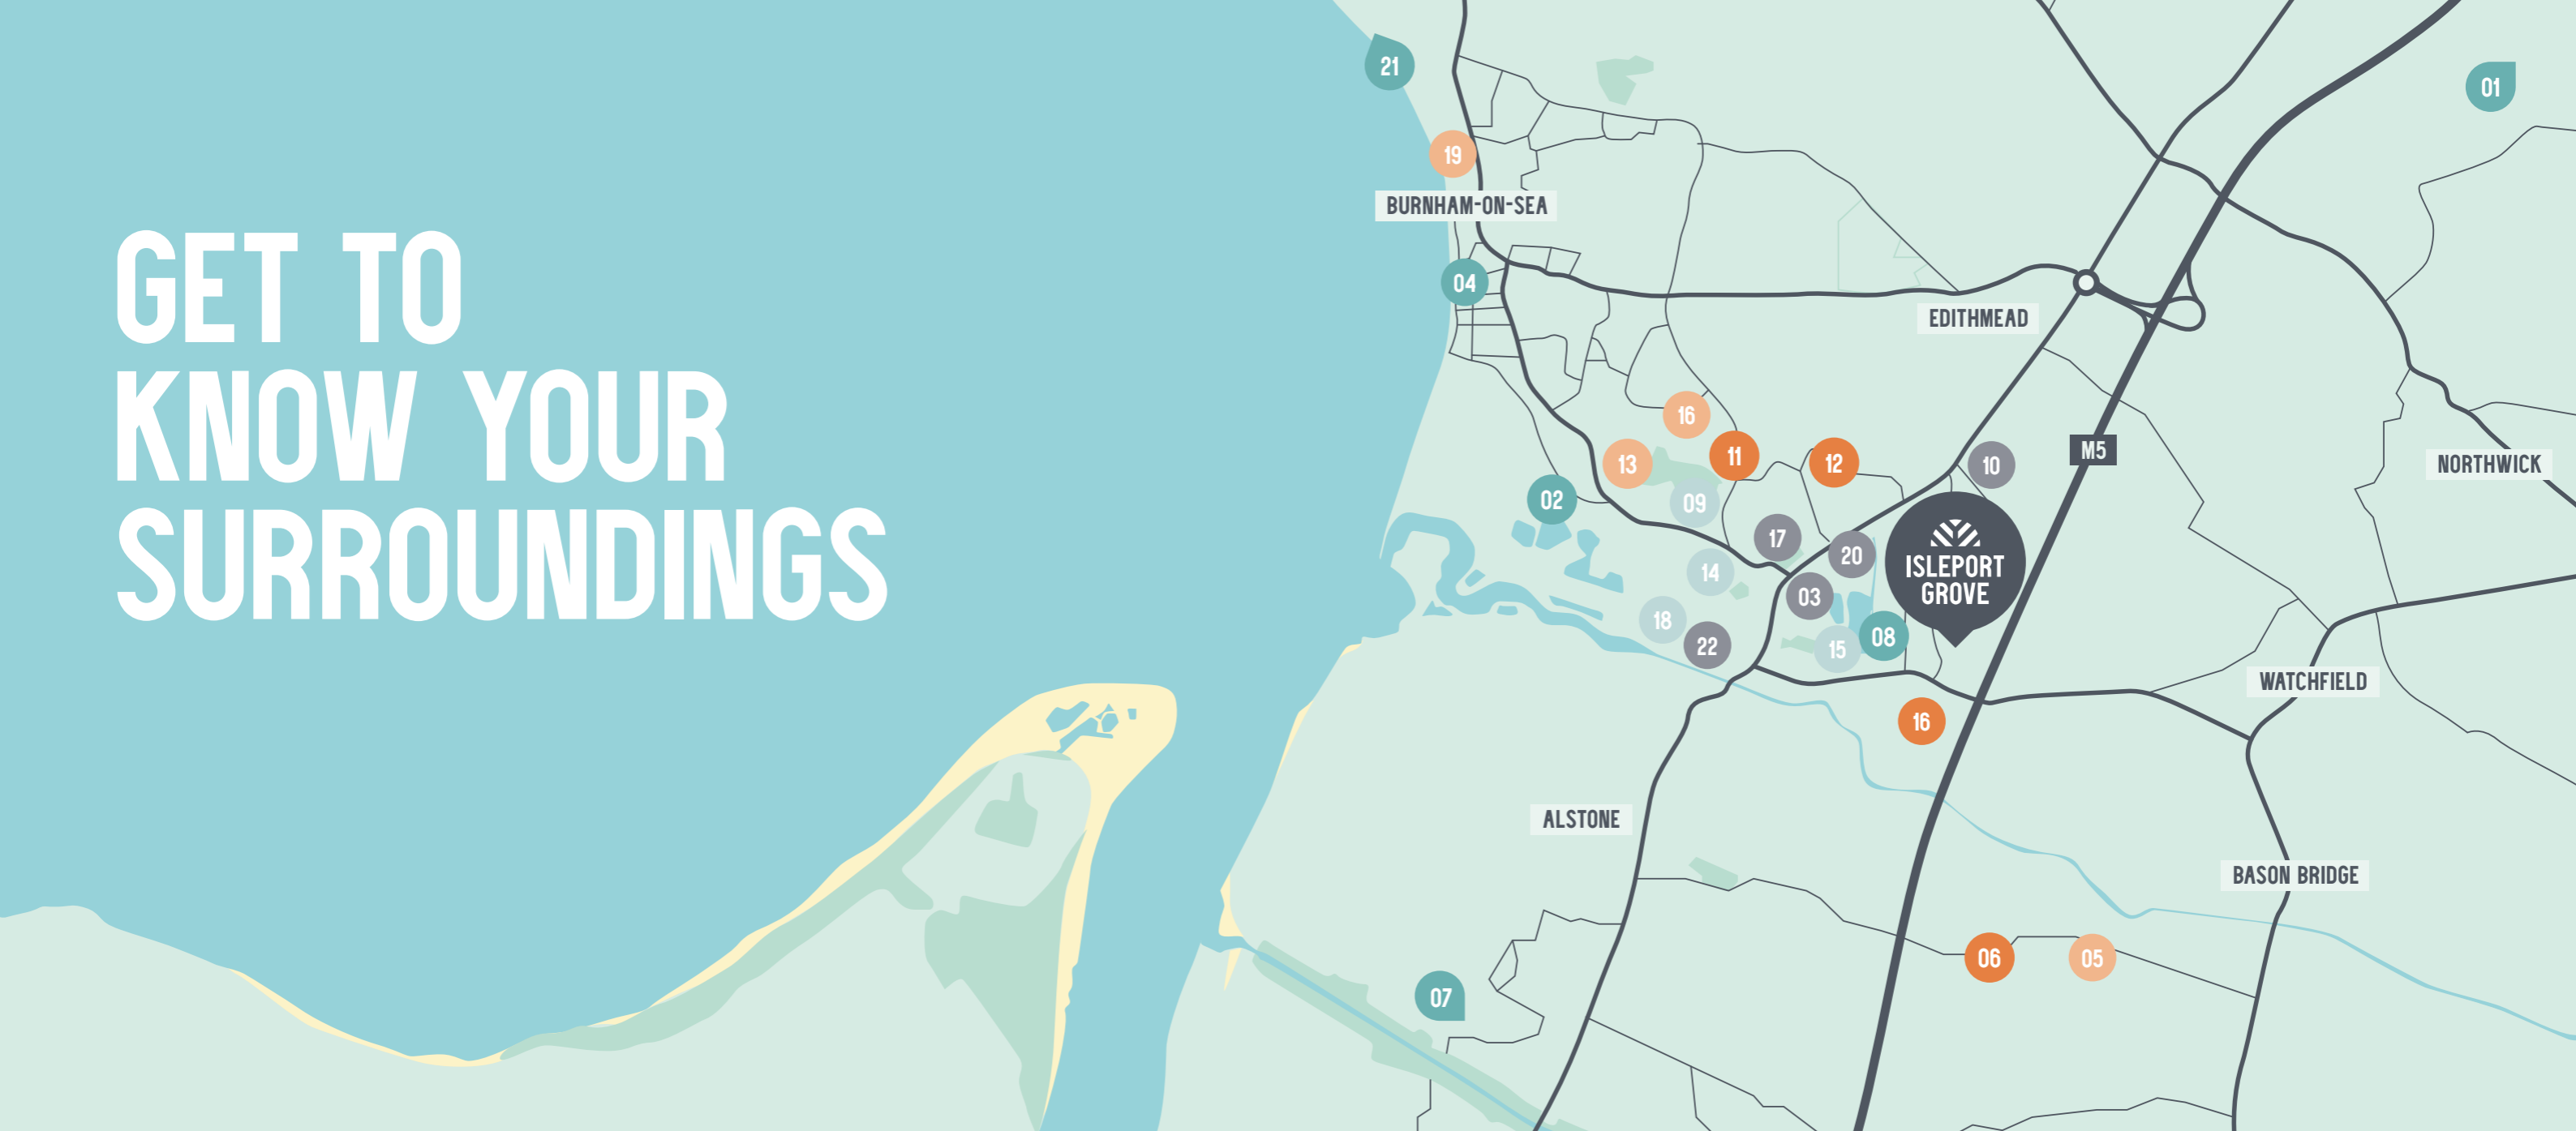 GET TO
KNOW YOUR
SURROUNDINGS
21
01
19
BURNHAM-ON-SEA
04
EDITHMEAD
16
M5
11
12
13
10
NORTHWICK
02
09
17
20
ISLEPORT
GROVE
14
03
18
08
22
15
WATCHFIELD
16
ALSTONE
BASON BRIDGE
06
05
07